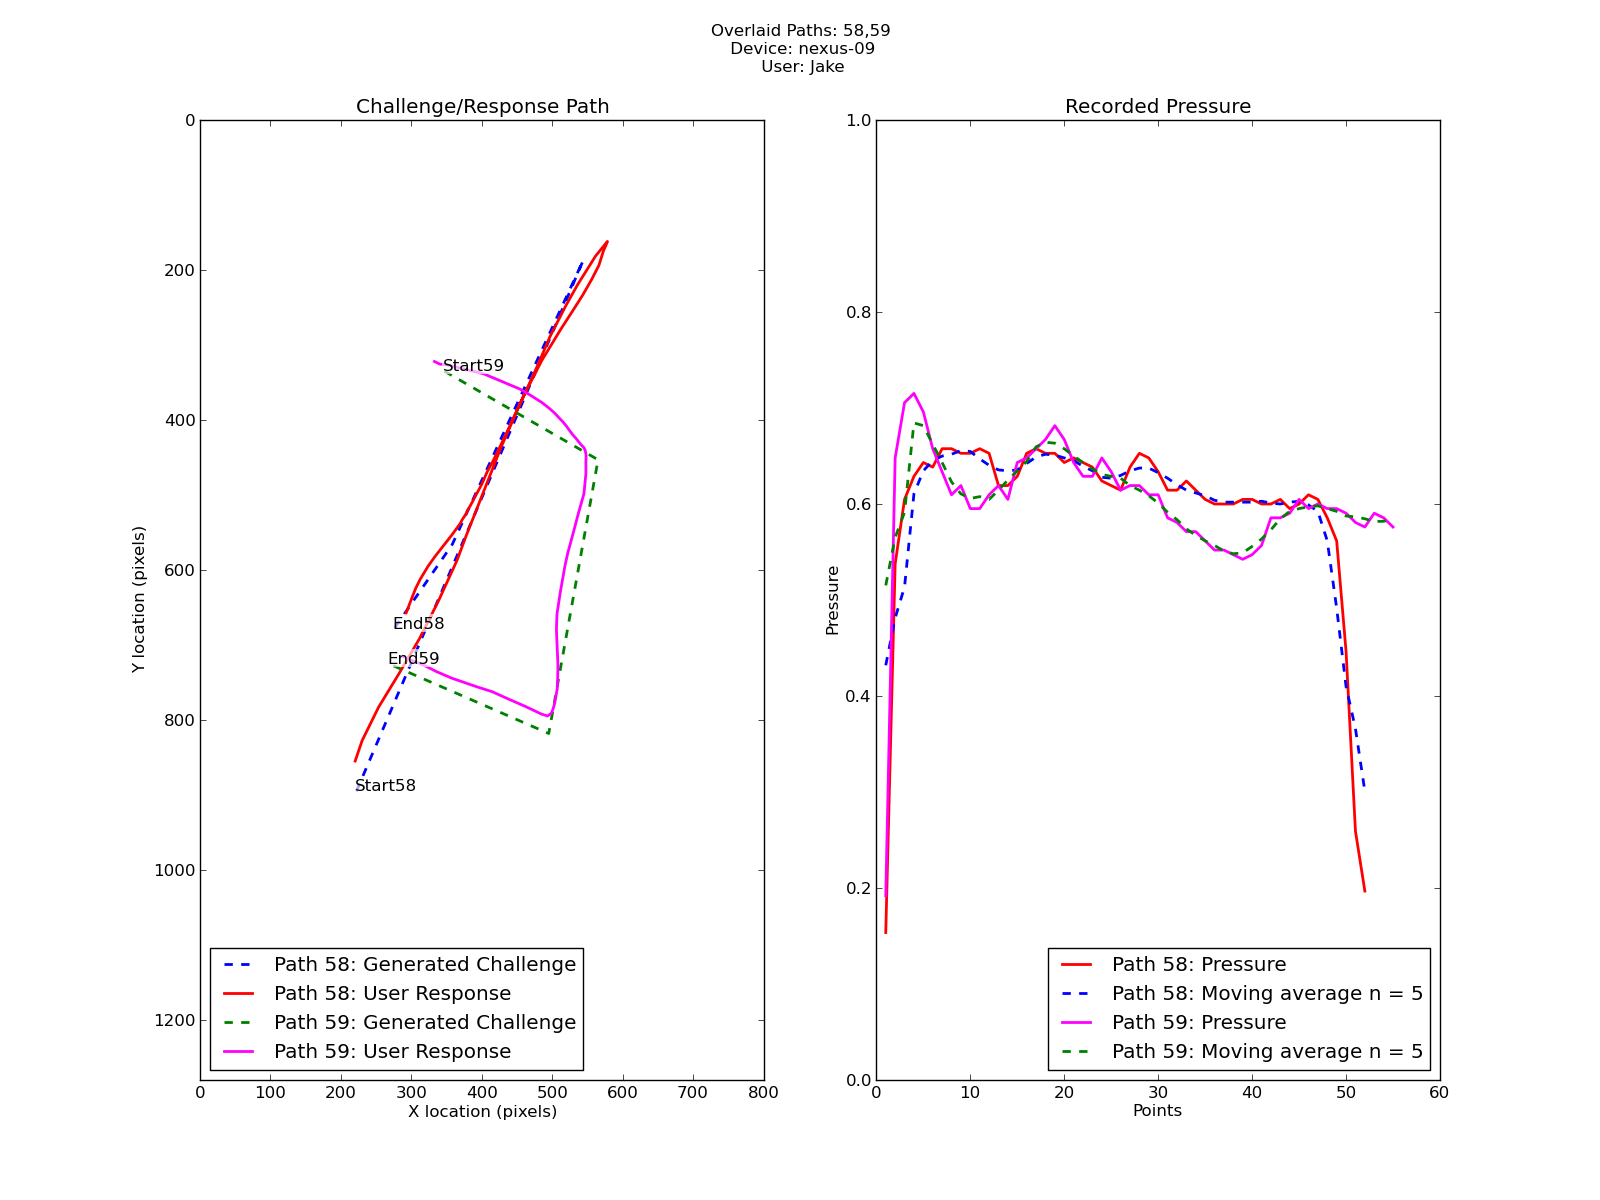 Overlaid Paths: 58,59
Device: nexus-09
User: Jake
Challenge/Response Path
0
200
400
600
800
1000
1200
Y location (pixels)
Start59
End58
End59
Start58
Path 58: Generated Challenge
Path 58: User Response
Path 59: Generated Challenge
Path 59: User Response
0 100 200 300 400 500 600 700 800
X location (pixels)
Recorded Pressure
1.0
0.8
0.6
0.4
0.2
0.0
Pressure
Path 58: Pressure
Path 58: Moving average n = 5
Path 59: Pressure
Path 59: Moving average n = 5
0 10 20 30 40 50 60
Points